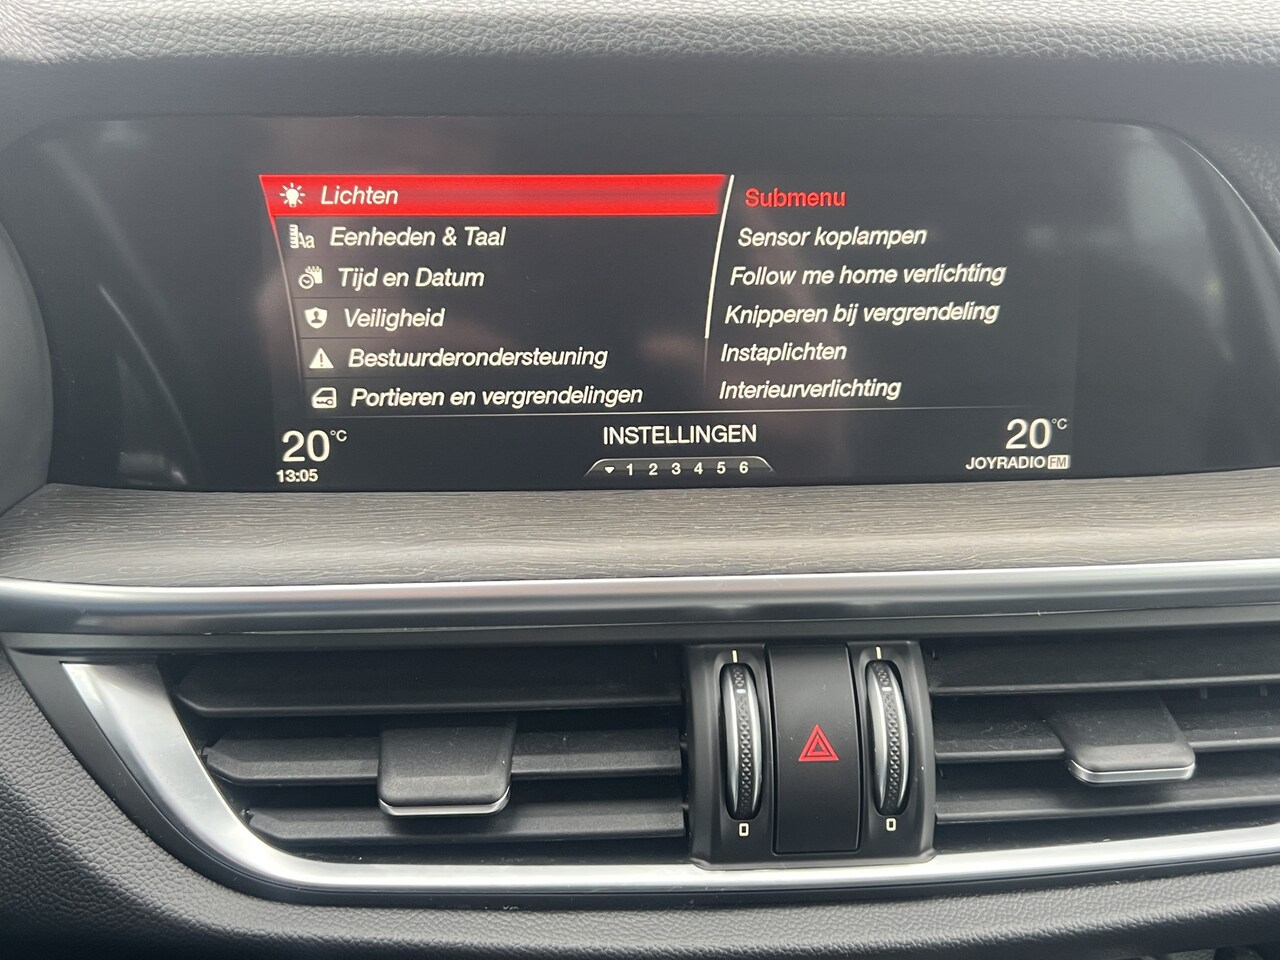 Lichten
Eenheden & Taal
Tijd en Datum
Veiligheid
Bestuurderondersteuning
Portieren en vergrendelingen
Submenu
Sensor koplampen
Follow me home verlichting
Knipperen bij vergrendeling
Instaplichten
Interieurverlichting
20°C
13:05
INSTELLINGEN
1 2 3 4 5 6
20°C
JOYRADIO FM